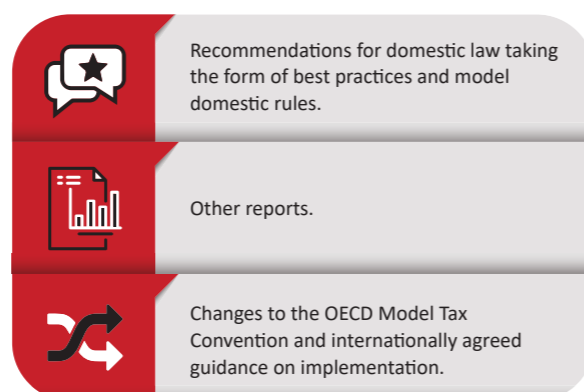 Recommendations for domestic law taking
the form of best practices and model
domestic rules.
Other reports.
Changes to the OECD Model Tax
Convention and internationally agreed
guidance on implementation.